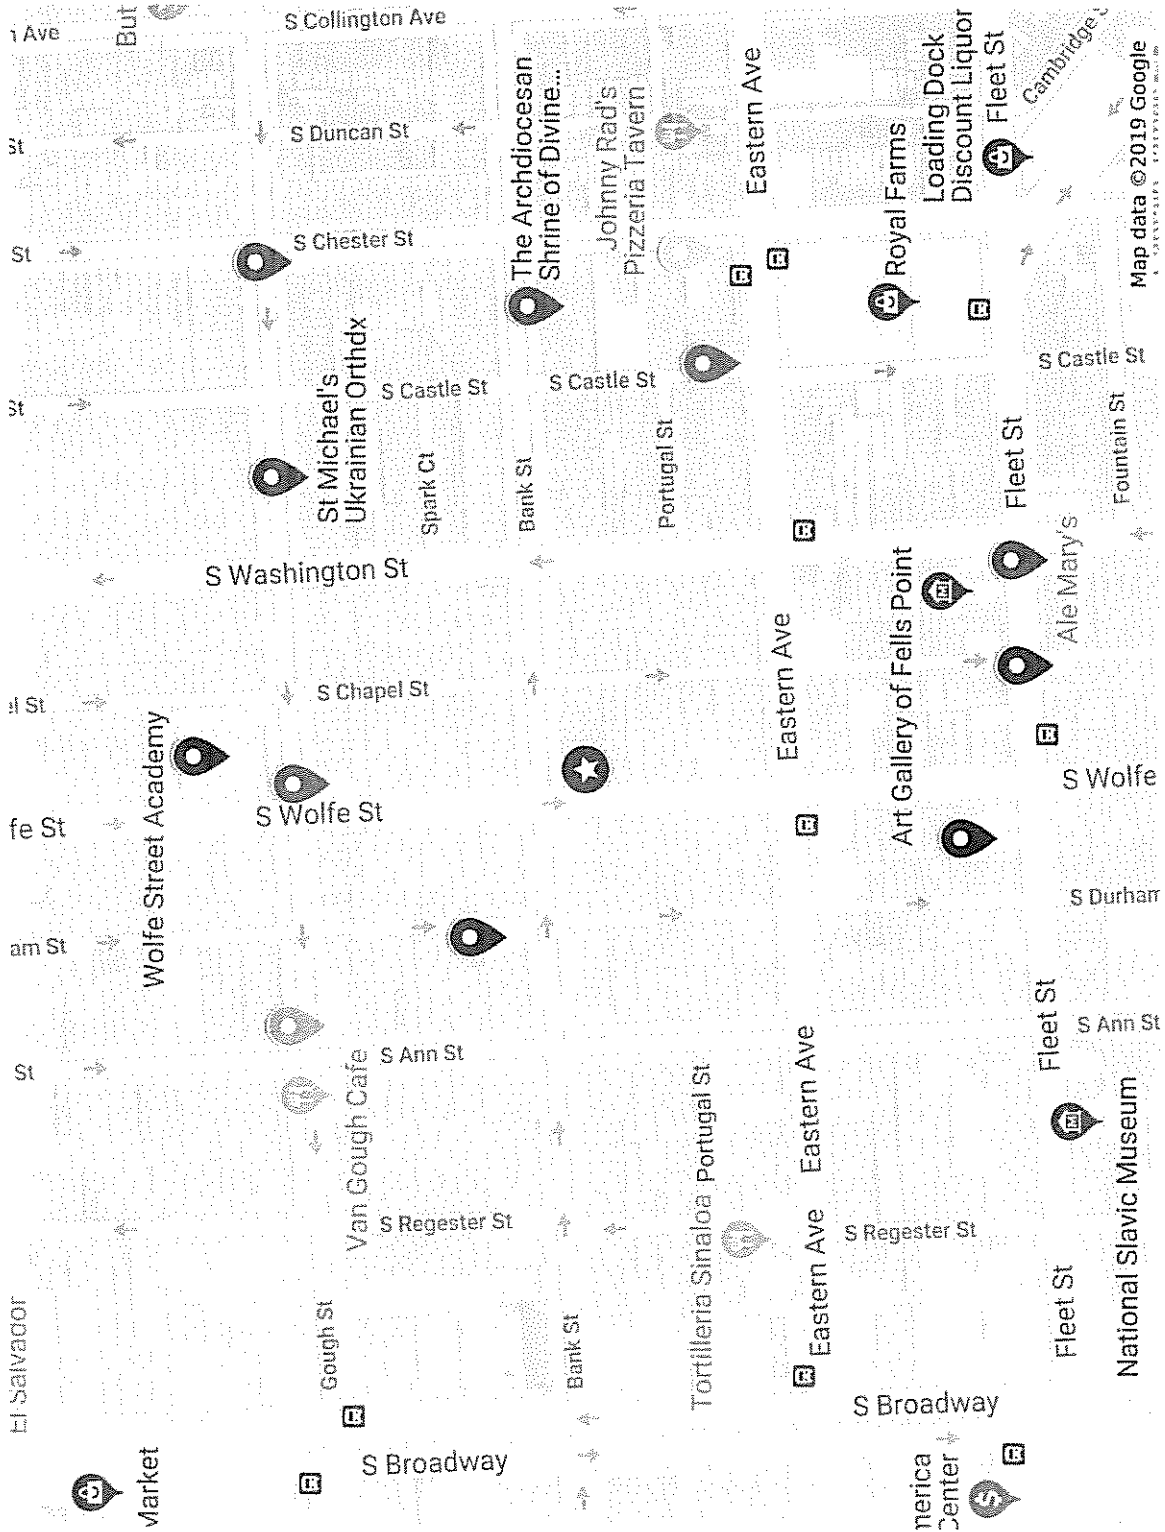 S Collington Ave
n Ave
But
S Duncan St
St
Eastern Ave
Loading Dock
Discount Liquor
Fleet St
Cambridge
Map data ©2019 Google
The Archdiocesan
Shrine of Divine...
Johnny Rad's
Pizzeria Tavern
Royal Farms
S Chester St
St
S Castle St
S Castle St
S Castle St
St
St Michael's
Ukrainian Orthdx
Spark Ct
Bank St
Portugal St
Fleet St
Fountain St
S Washington St
Art Gallery of Fells Point
Ale Mary's
Eastern Ave
S Chapel St
el St
Wolfe Street Academy
S Wolfe St
fe St
S Wolfe
S Durham
am St
Fleet St
S Ann St
S Ann St
St
Van Gough Cafe
Portugal St
Eastern Ave
National Slavic Museum
S Regester St
S Regester St
Tortilleria Sinaloa
Eastern Ave
Fleet St
El Salvador
Gough St
Bank St
S Broadway
S Broadway
Market
merica
Center